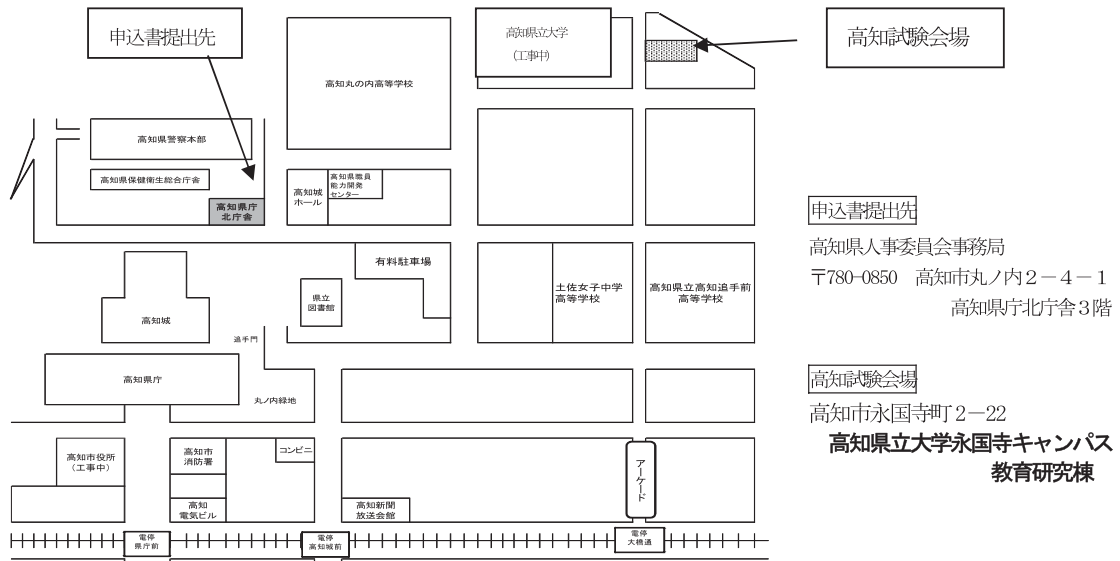 申込書提出先
高知県立大学
(工事中)
高知試験会場
高知丸の内高等学校
高知県警察本部
高知県保健衛生総合庁舎
高知県庁
北庁舎
高知城
ホール
高知県職員
能力開発
センター
有料駐車場
県立
図書館
土佐女子中学
高等学校
高知県立高知追手前
高等学校
高知城
追手門
高知県庁
丸ノ内緑地
高知市役所
(工事中)
高知市
消防署
コンビニ
高知
電気ビル
高知新聞
放送会館
アーケード
電停
県庁前
電停
高知城前
電停
大橋通
申込書提出先
高知県人事委員会事務局
〒780-0850 高知市丸ノ内2-4-1
高知県庁北庁舎3階
高知試験会場
高知市永国寺町2-22
高知県立大学永国寺キャンパス
教育研究棟